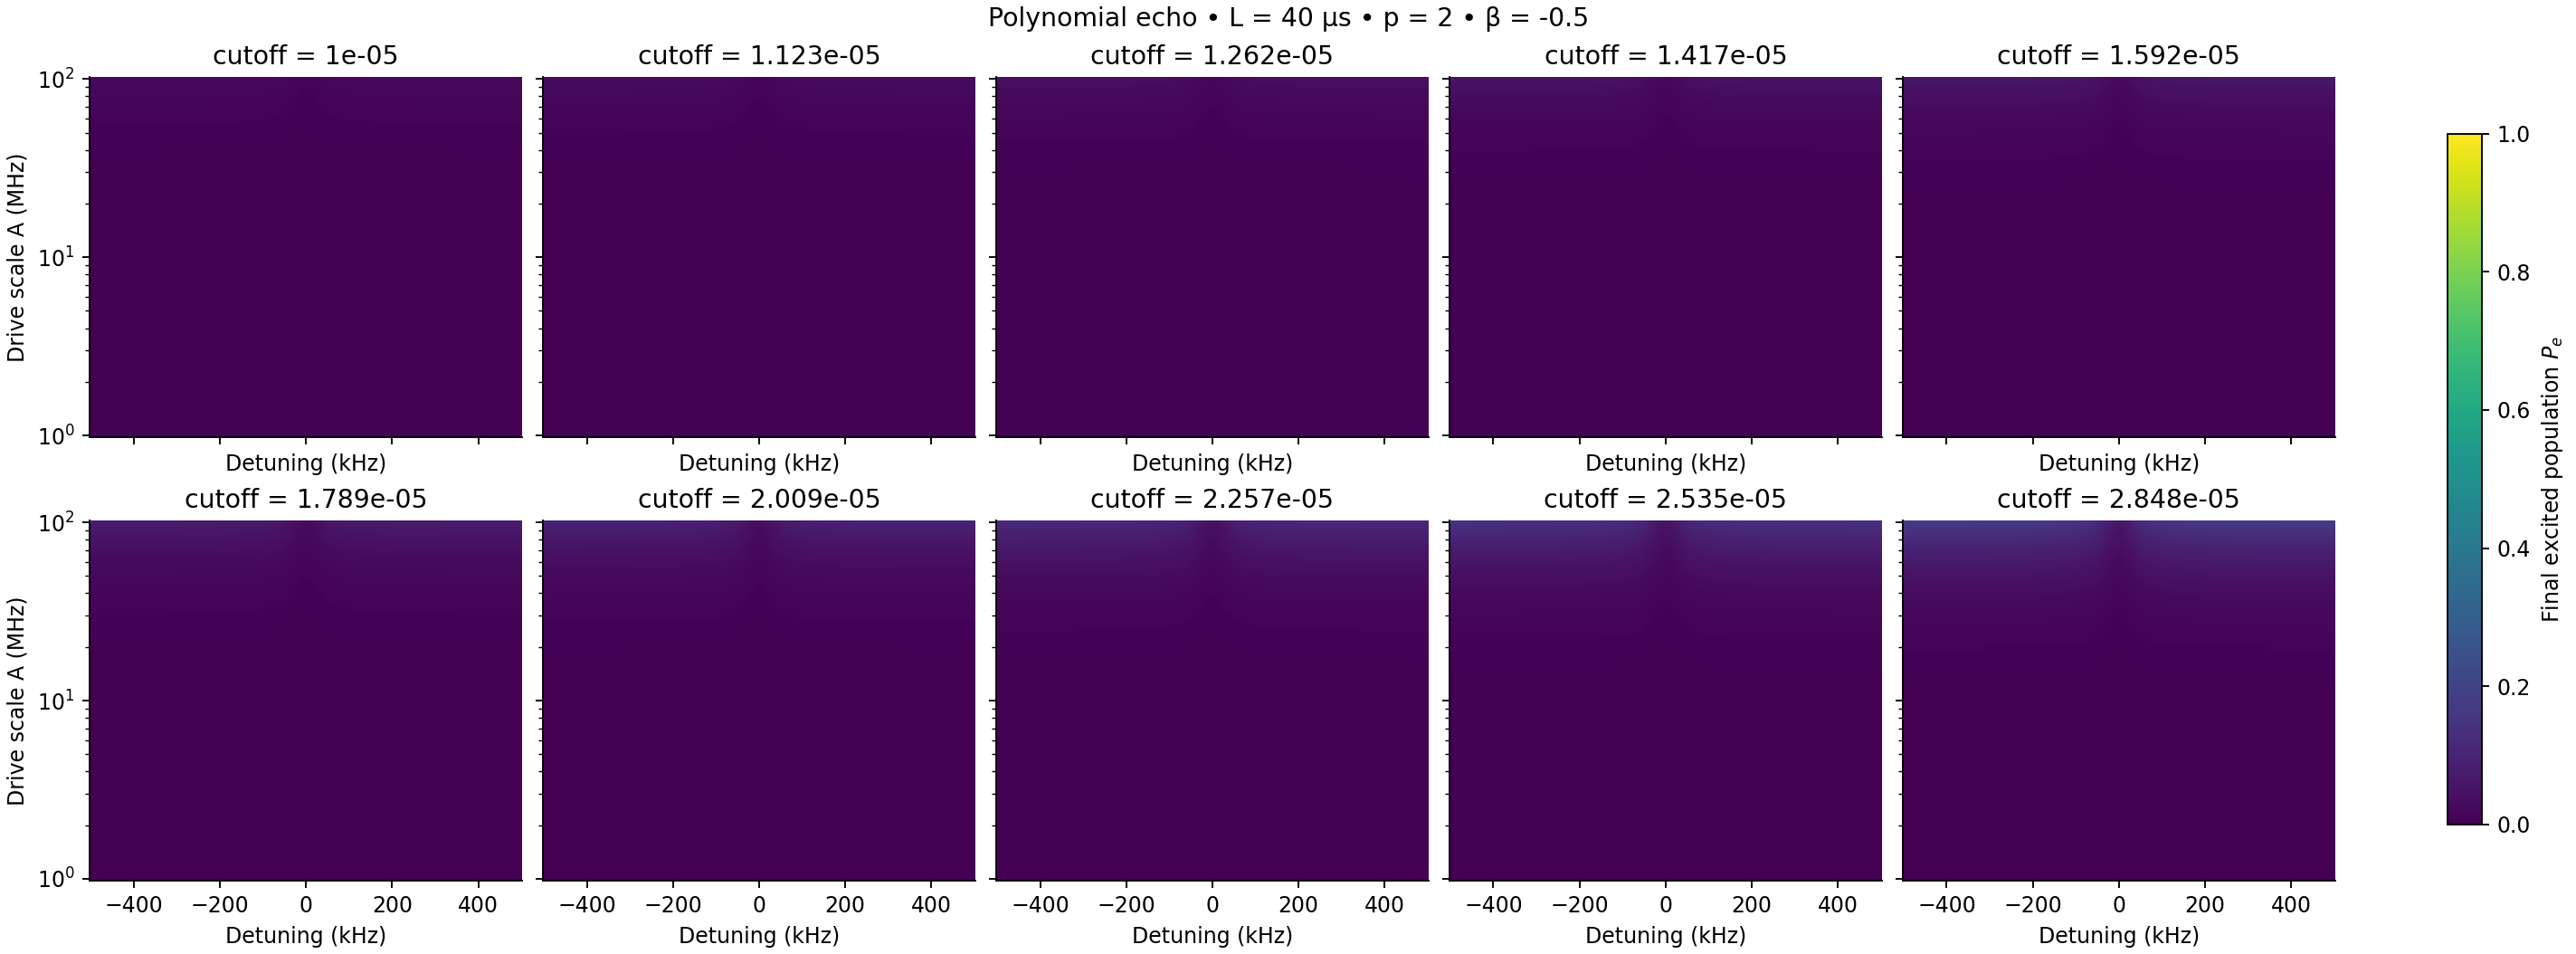 Polynomial echo • L = 40 μs • p = 2 • β = -0.5
cutoff = 1e-05
cutoff = 1.123e-05
cutoff = 1.262e-05
cutoff = 1.417e-05
cutoff = 1.592e-05
10²
10¹
10⁰
Drive scale A (MHz)
Detuning (kHz)
Detuning (kHz)
Detuning (kHz)
Detuning (kHz)
Detuning (kHz)
cutoff = 1.789e-05
cutoff = 2.009e-05
cutoff = 2.257e-05
cutoff = 2.535e-05
cutoff = 2.848e-05
10²
10¹
10⁰
Drive scale A (MHz)
−400 −200 0 200 400
−400 −200 0 200 400
−400 −200 0 200 400
−400 −200 0 200 400
−400 −200 0 200 400
Detuning (kHz)
Detuning (kHz)
Detuning (kHz)
Detuning (kHz)
Detuning (kHz)
1.0
0.8
0.6
0.4
0.2
0.0
Final excited population Pₑ